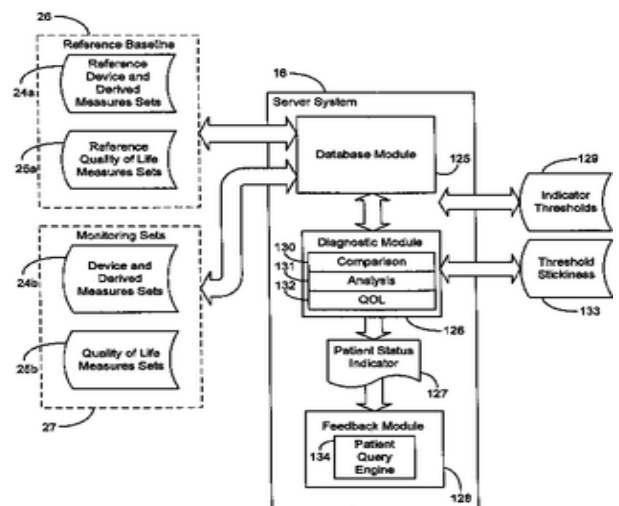 26
Reference Baseline
24a
Reference
Device and
Derived
Measures Sets
25a
Reference
Quality of Life
Measures Sets
Monitoring Sets
24b
Device and
Derived
Measures Sets
25b
Quality of Life
Measures Sets
27
16
Server System
Database Module
125
Diagnostic Module
130
Comparison
131
Analysis
132
QOL
126
Patient Status
Indicator
127
Feedback Module
134
Patient
Query
Engine
128
129
Indicator
Thresholds
Threshold
Stickiness
133